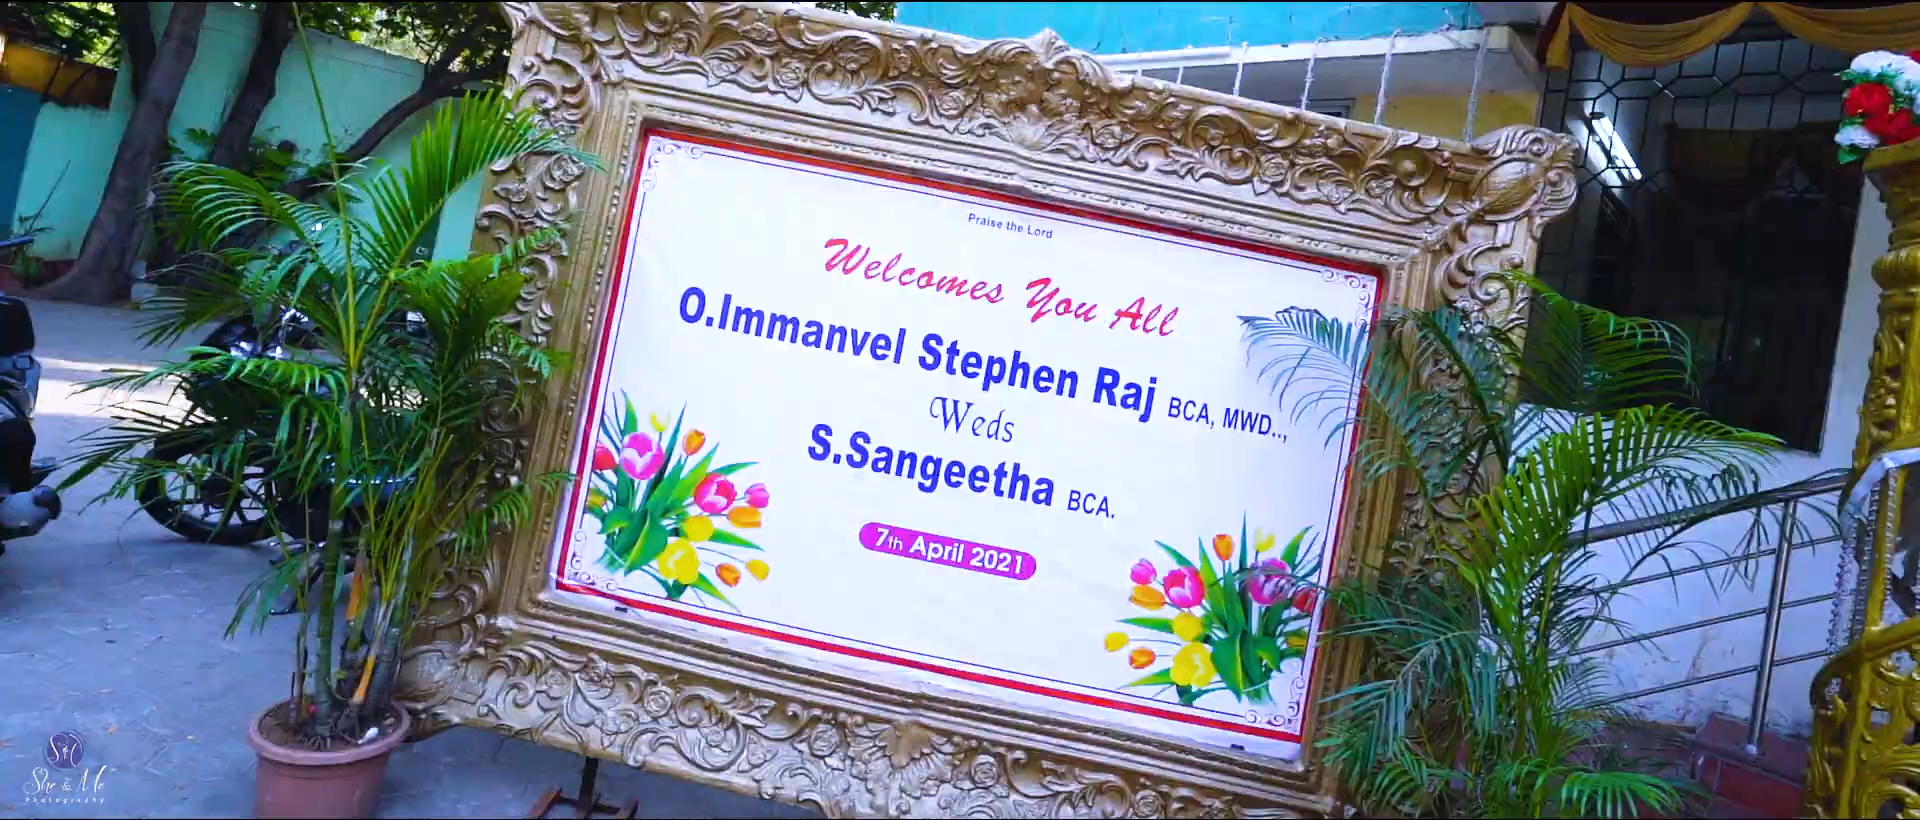 Praise the Lord
Welcomes You All
O.Immanvel Stephen Raj BCA, MWD..,
Weds
S.Sangeetha BCA.
7th April 2021
She & Me
Photography